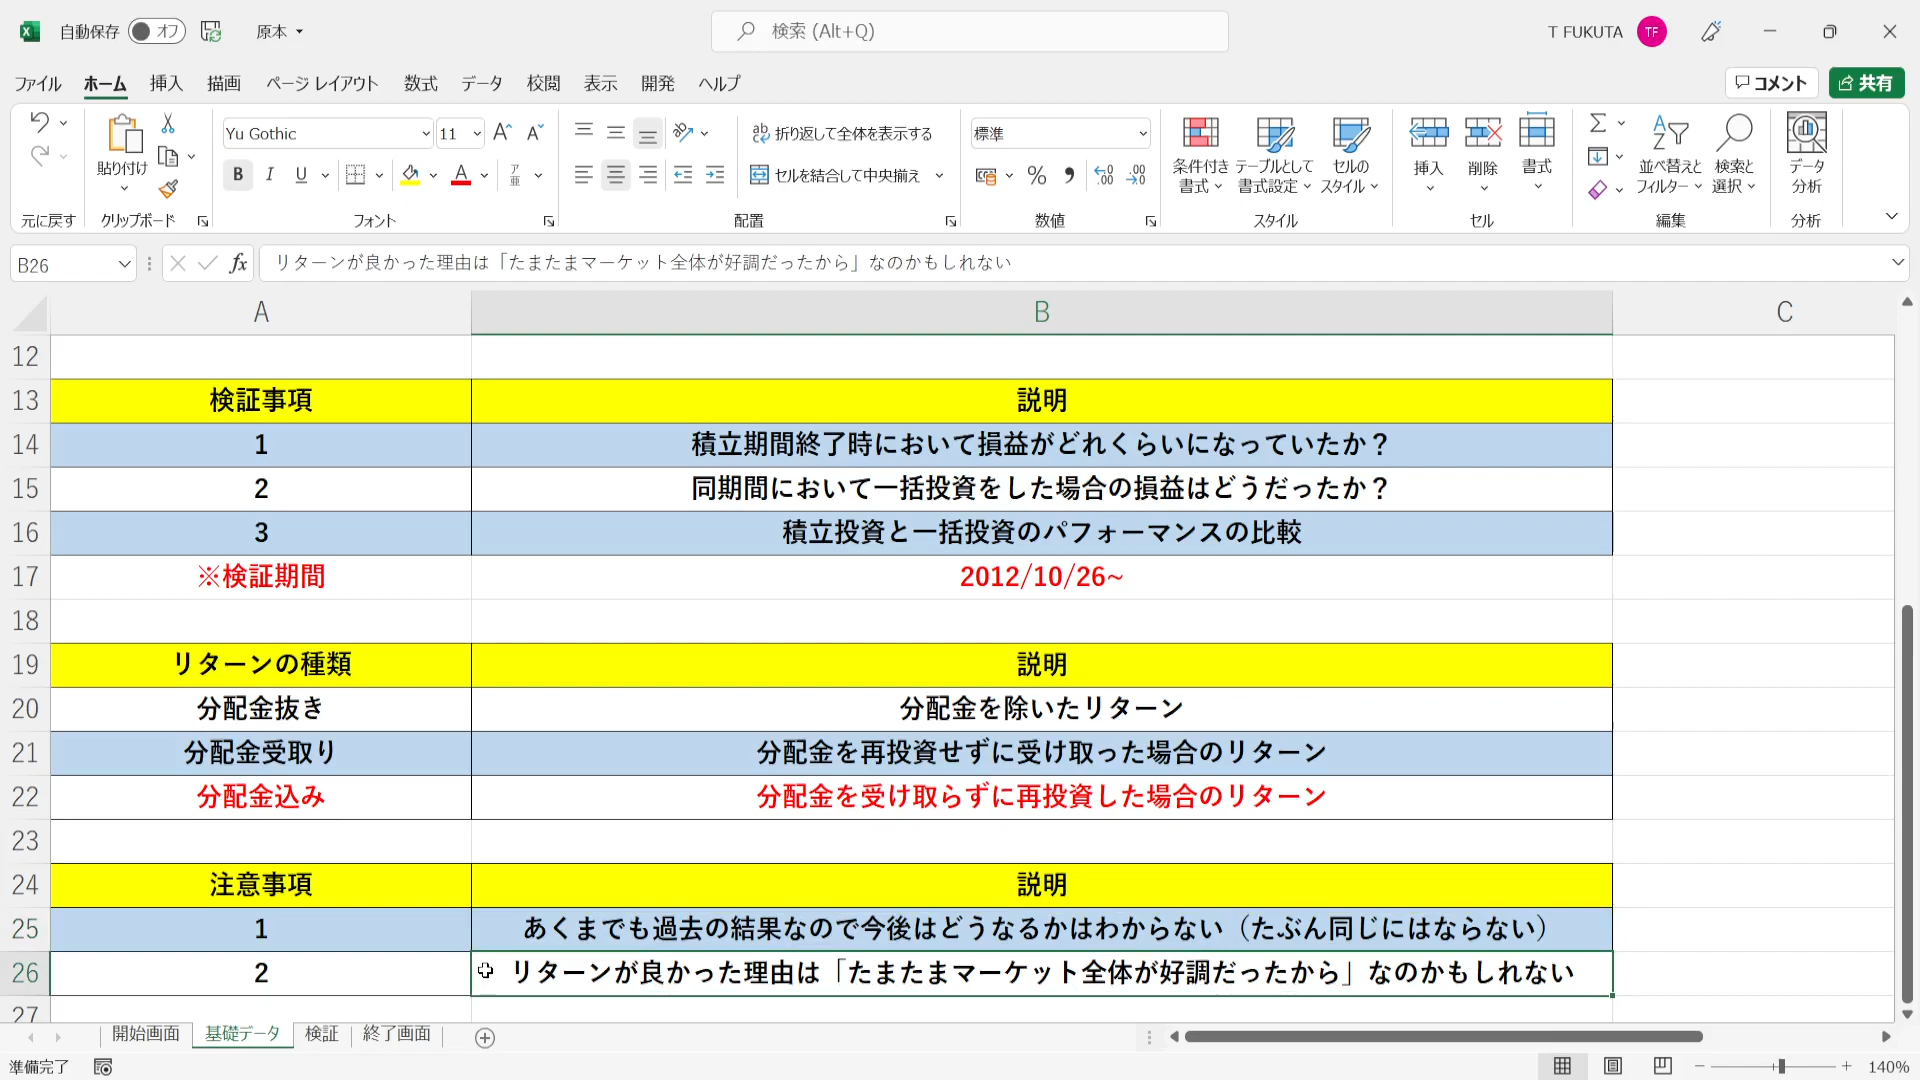 自動保存 オフ 原本 検索 (Alt+Q) T FUKUTA TF
ファイル ホーム 挿入 描画 ページ レイアウト 数式 データ 校閲 表示 開発 ヘルプ コメント 共有
貼り付け Yu Gothic 11 折り返して全体を表示する 標準
B I U セルを結合して中央揃え
条件付き書式 テーブルとして書式設定 セルのスタイル 挿入 削除 書式 並べ替えとフィルター 検索と選択 データ分析
元に戻す クリップボード フォント 配置 数値 スタイル セル 編集 分析
B26 fx リターンが良かった理由は「たまたまマーケット全体が好調だったから」なのかもしれない
A B C
12
13 検証事項 説明
14 1 積立期間終了時において損益がどれくらいになっていたか？
15 2 同期間において一括投資をした場合の損益はどうだったか？
16 3 積立投資と一括投資のパフォーマンスの比較
17 ※検証期間 2012/10/26~
18
19 リターンの種類 説明
20 分配金抜き 分配金を除いたリターン
21 分配金受取り 分配金を再投資せずに受け取った場合のリターン
22 分配金込み 分配金を受け取らずに再投資した場合のリターン
23
24 注意事項 説明
25 1 あくまでも過去の結果なので今後はどうなるかはわからない（たぶん同じにはならない）
26 2 リターンが良かった理由は「たまたまマーケット全体が好調だったから」なのかもしれない
27
開始画面 基礎データ 検証 終了画面
準備完了 140%